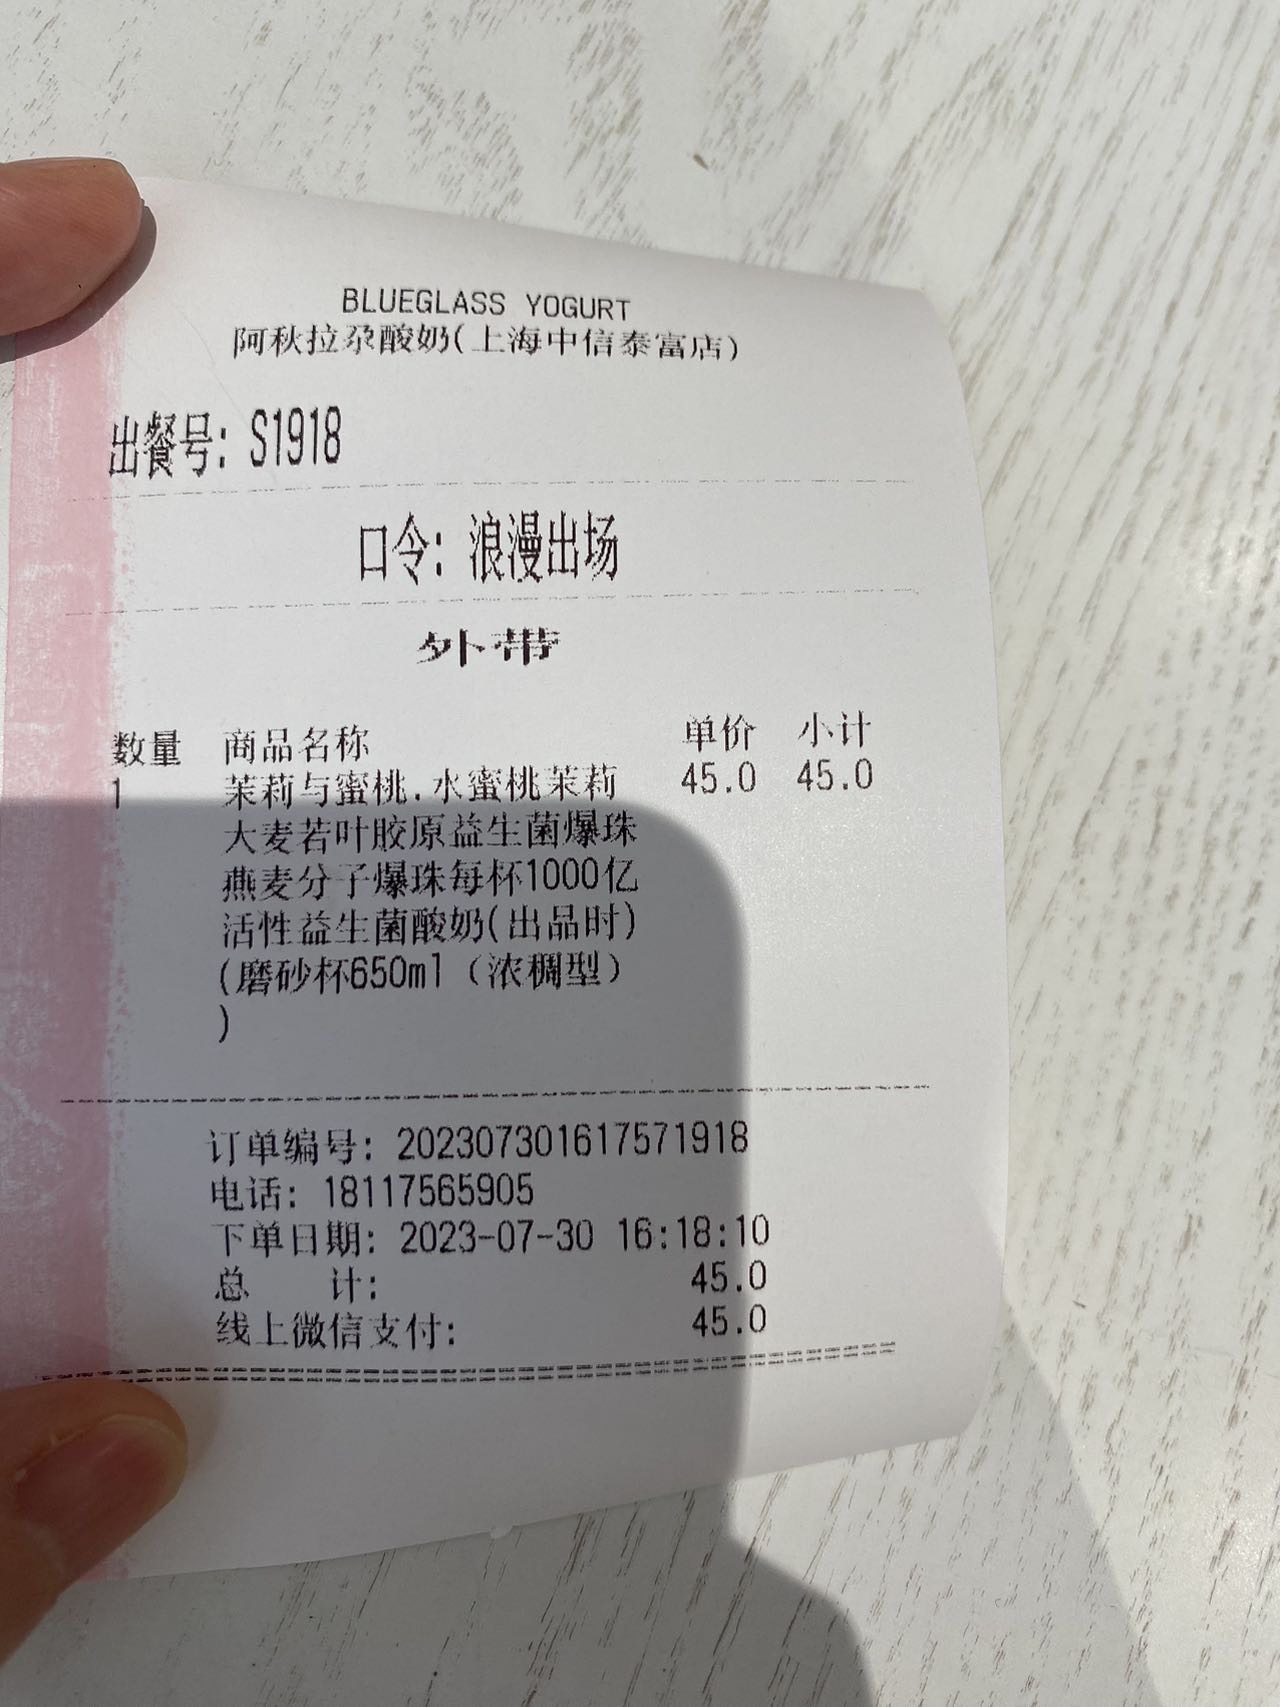 BLUEGLASS YOGURT
阿秋拉尕酸奶(上海中信泰富店)
出餐号: S1918
口令: 浪漫出场
外带
数量 商品名称 单价 小计
1 茉莉与蜜桃.水蜜桃茉莉 45.0 45.0
大麦若叶胶原益生菌爆珠
燕麦分子爆珠每杯1000亿
活性益生菌酸奶(出品时)
(磨砂杯650ml（浓稠型）
)
订单编号: 202307301617571918
电话: 18117565905
下单日期: 2023-07-30 16:18:10
总 计: 45.0
线上微信支付: 45.0